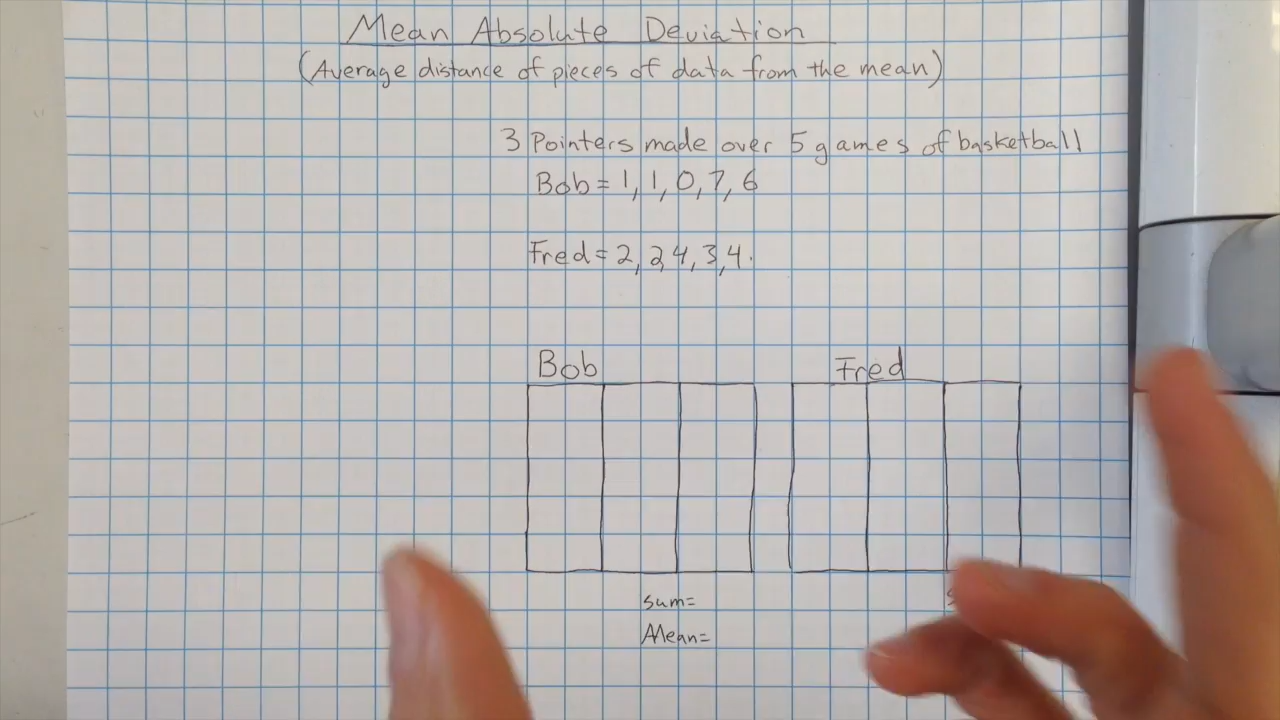 Mean Absolute Deviation
(Average distance of pieces of data from the mean)
3 Pointers made over 5 games of basketball
Bob = 1, 1, 0, 7, 6
Fred = 2, 2, 4, 3, 4.
Bob
Fred
sum=
Mean=